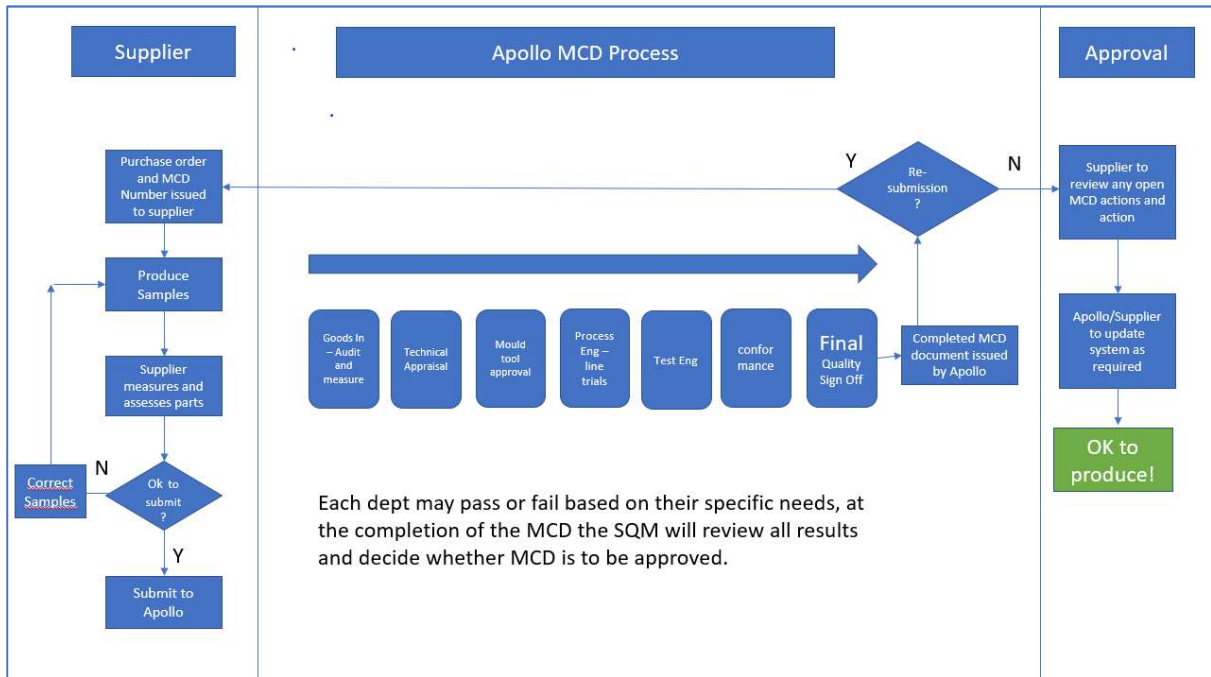 Supplier
Apollo MCD Process
Approval
Purchase order
and MCD
Number issued
to supplier
Produce
Samples
Supplier
measures and
assesses parts
N
Correct
Samples
Ok to
submit
?
Y
Submit to
Apollo
Goods In
– Audit
and
measure
Technical
Appraisal
Mould
tool
approval
Process
Eng –
line
trials
Test Eng
confor
mance
Final
Quality
Sign Off
Completed MCD
document issued
by Apollo
Y
Re-
submission
?
N
Each dept may pass or fail based on their specific needs, at
the completion of the MCD the SQM will review all results
and decide whether MCD is to be approved.
Supplier to
review any open
MCD actions and
action
Apollo/Supplier
to update
system as
required
OK to
produce!